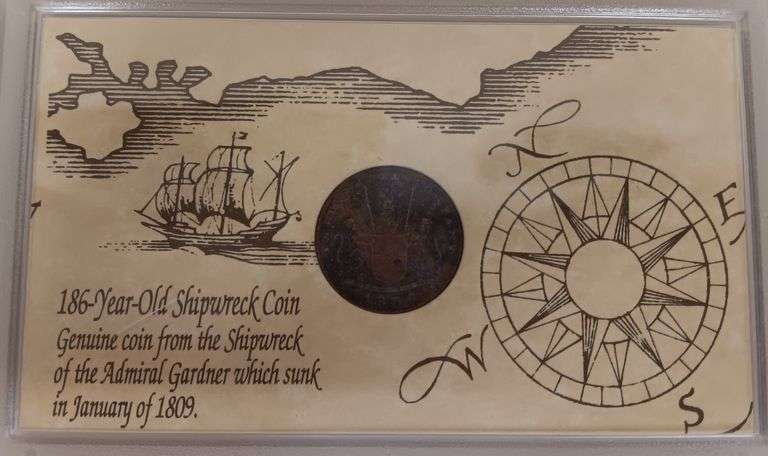 N
E
186-Year-Old Shipwreck Coin
Genuine coin from the Shipwreck
of the Admiral Gardner which sunk
in January of 1809.
W
S